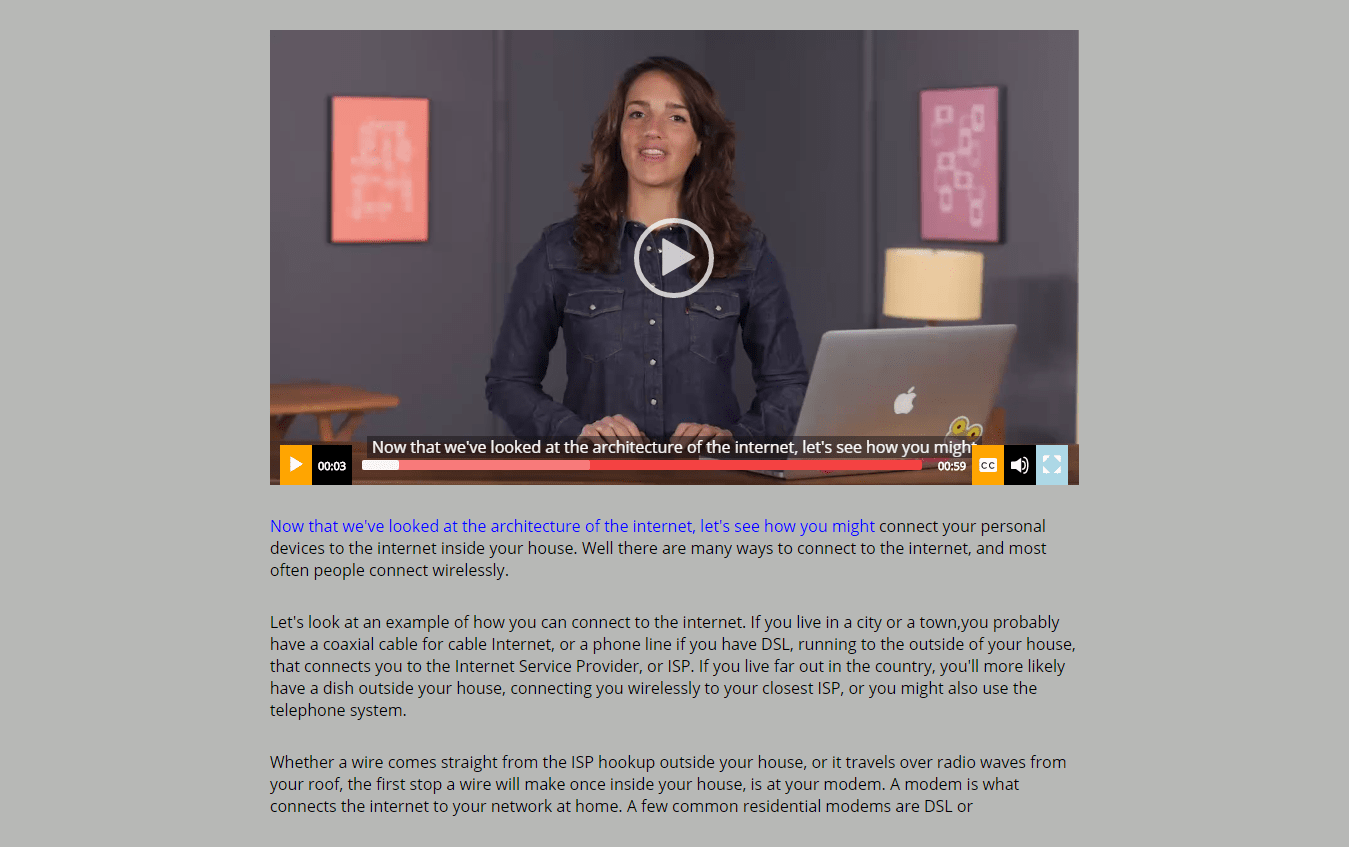 Now that we've looked at the architecture of the internet, let's see how you might
00:03
00:59
CC
Now that we've looked at the architecture of the internet, let's see how you might connect your personal
devices to the internet inside your house. Well there are many ways to connect to the internet, and most
often people connect wirelessly.
Let's look at an example of how you can connect to the internet. If you live in a city or a town,you probably
have a coaxial cable for cable Internet, or a phone line if you have DSL, running to the outside of your house,
that connects you to the Internet Service Provider, or ISP. If you live far out in the country, you'll more likely
have a dish outside your house, connecting you wirelessly to your closest ISP, or you might also use the
telephone system.
Whether a wire comes straight from the ISP hookup outside your house, or it travels over radio waves from
your roof, the first stop a wire will make once inside your house, is at your modem. A modem is what
connects the internet to your network at home. A few common residential modems are DSL or